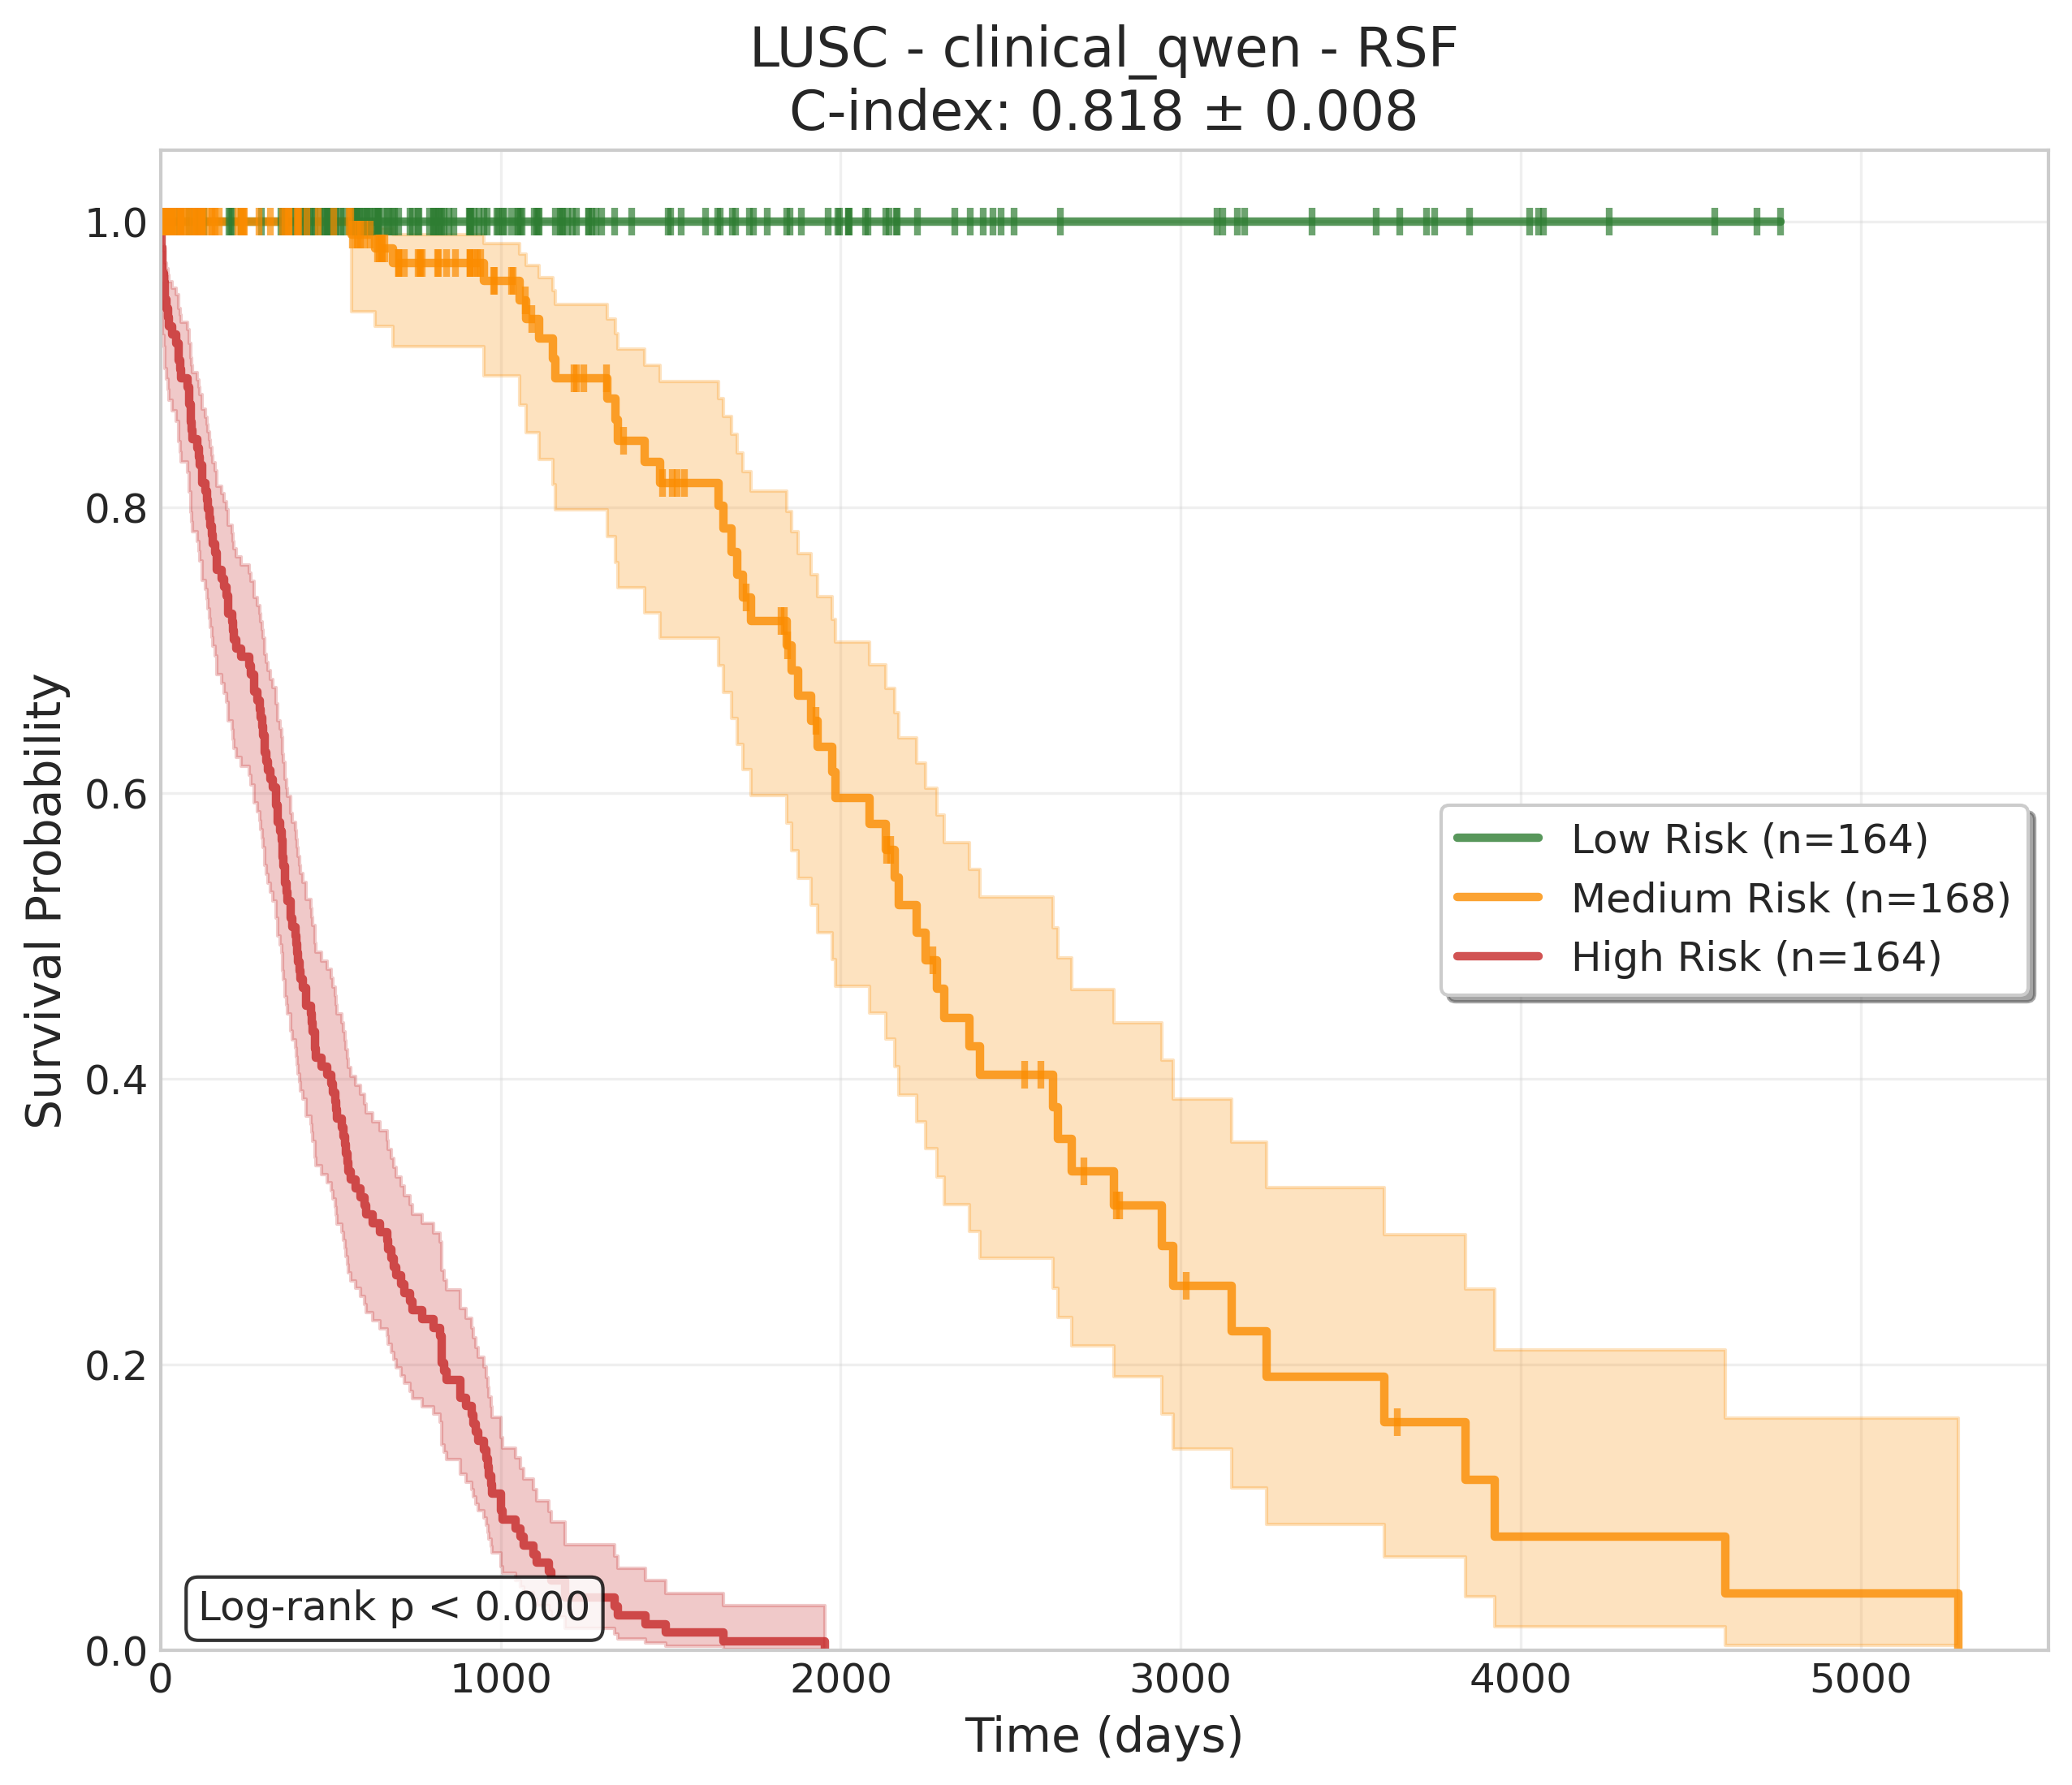 LUSC - clinical_qwen - RSF
C-index: 0.818 ± 0.008
Survival Probability
1.0
0.8
0.6
0.4
0.2
0.0
Low Risk (n=164)
Medium Risk (n=168)
High Risk (n=164)
Log-rank p < 0.000
0 1000 2000 3000 4000 5000
Time (days)